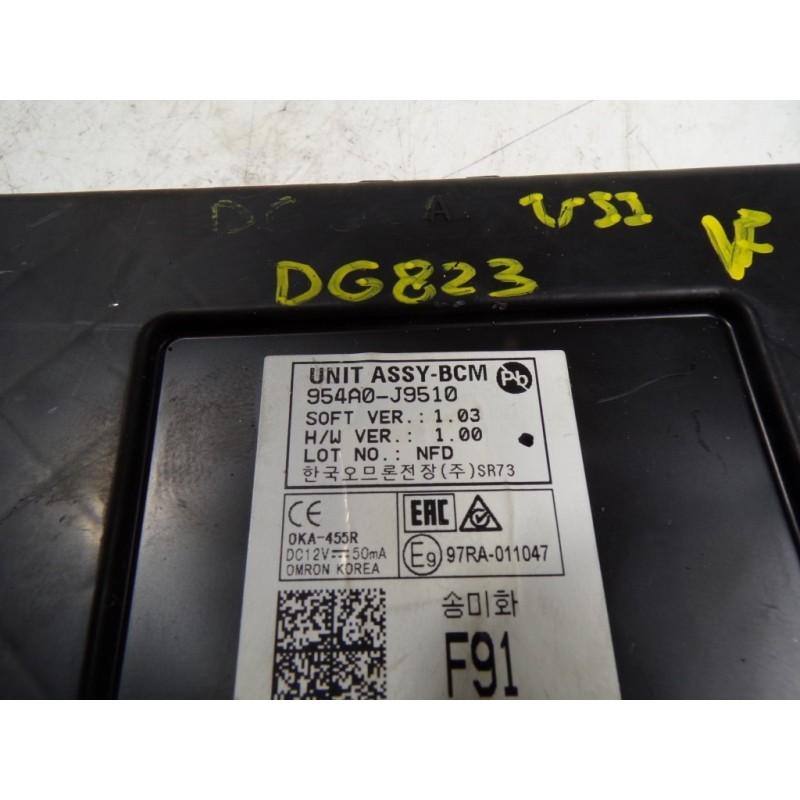 A
DG823
UNIT ASSY-BCM Pb
954A0-J9510
SOFT VER.: 1.03
H/W VER.: 1.00
LOT NO.: NFD
한국오므론전장(주)SR73
CE
OKA-455R
DC12V⎓50mA
OMRON KOREA
EAC
E9 97RA-011047
송미화
F91